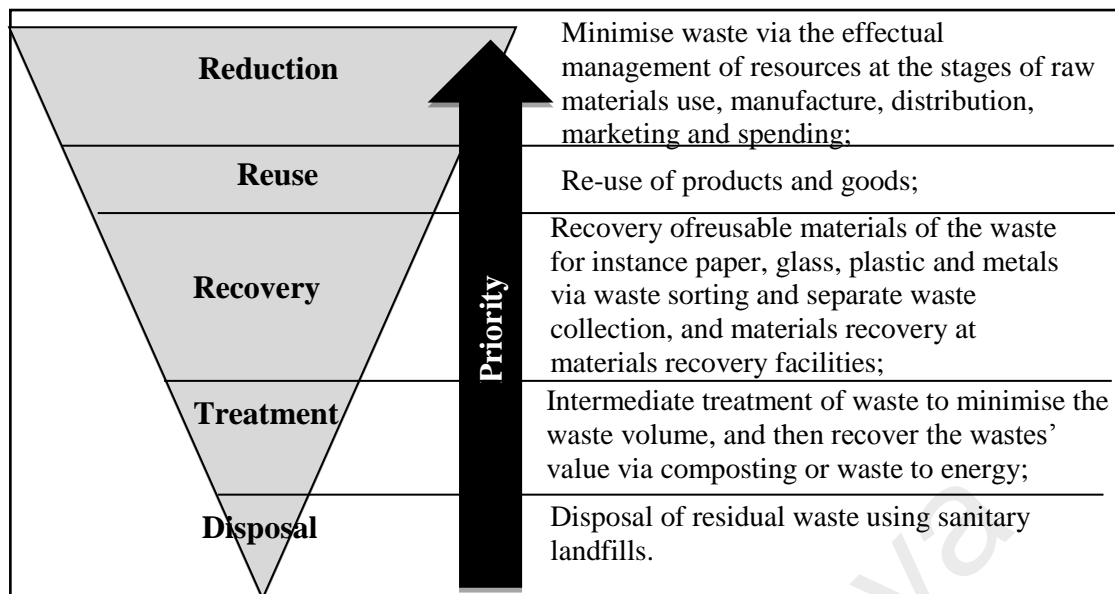 Reduction
Minimise waste via the effectual
management of resources at the stages of raw
materials use, manufacture, distribution,
marketing and spending;
Reuse
Re-use of products and goods;
Recovery
Recovery ofreusable materials of the waste
for instance paper, glass, plastic and metals
via waste sorting and separate waste
collection, and materials recovery at
materials recovery facilities;
Treatment
Intermediate treatment of waste to minimise the
waste volume, and then recover the wastes’
value via composting or waste to energy;
Disposal
Disposal of residual waste using sanitary
landfills.
Priority
ya